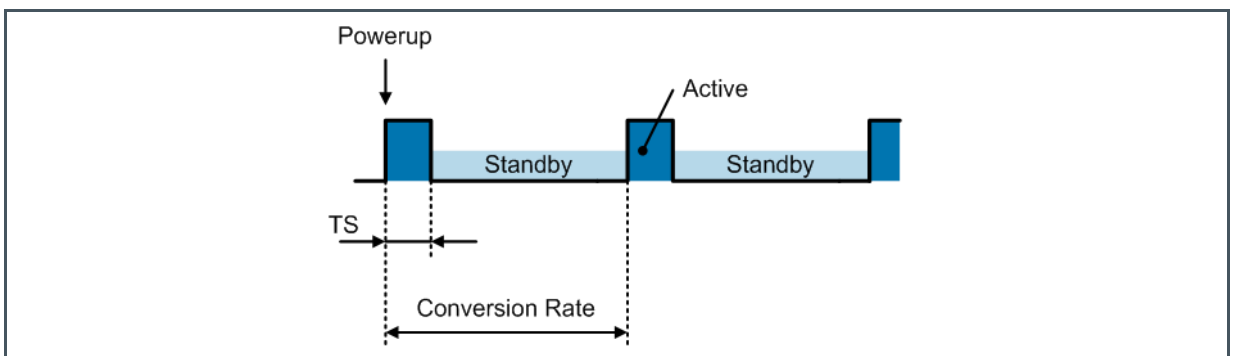 Powerup
Active
Standby
Standby
TS
Conversion Rate